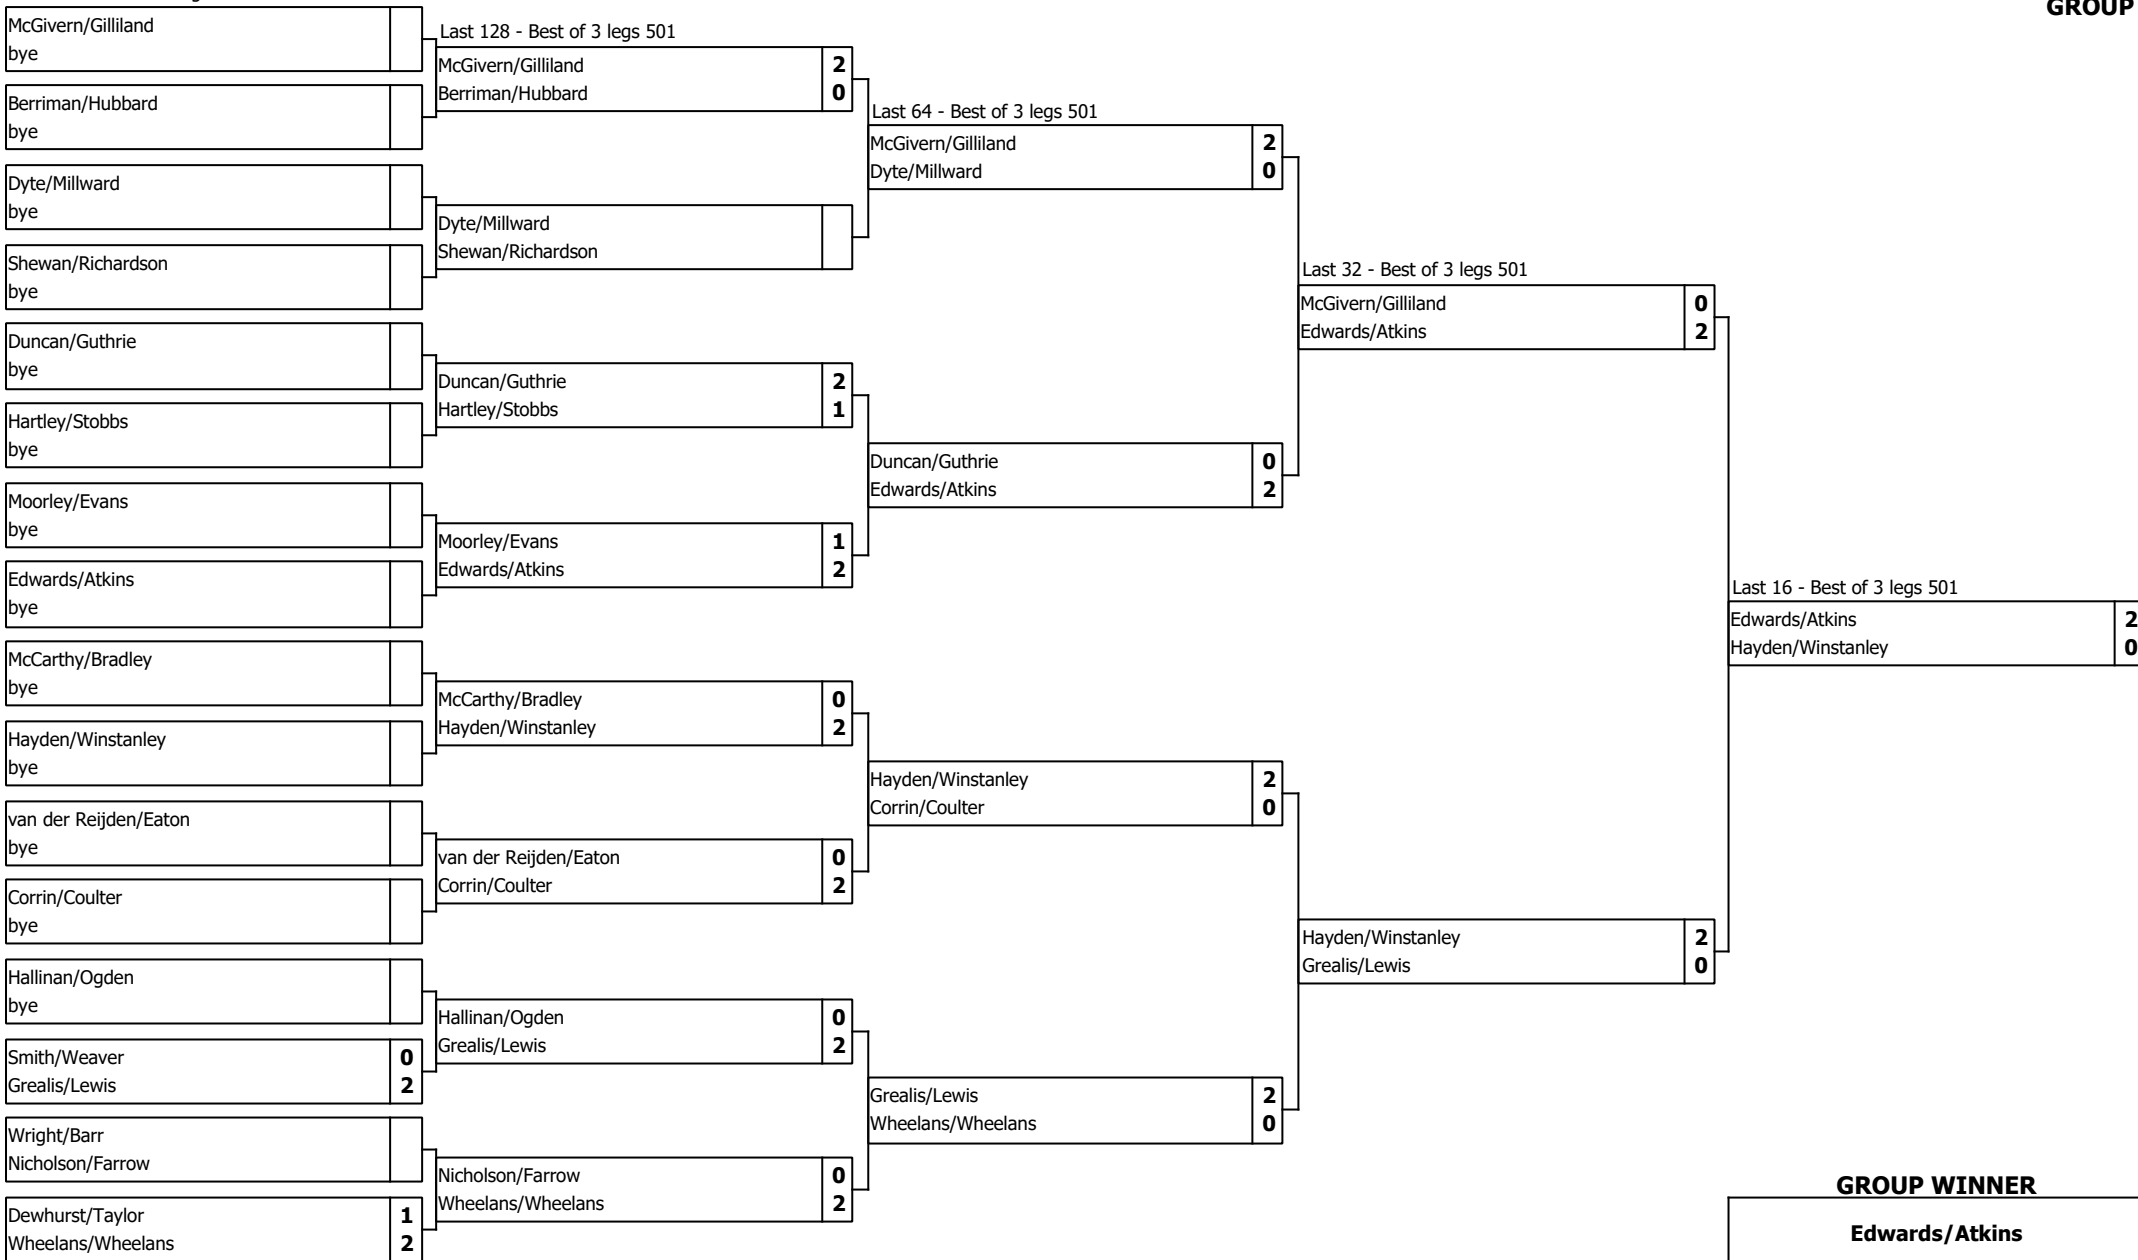 GROUP
McGivern/Gilliland
bye
Berriman/Hubbard
bye
Dyte/Millward
bye
Shewan/Richardson
bye
Duncan/Guthrie
bye
Hartley/Stobbs
bye
Moorley/Evans
bye
Edwards/Atkins
bye
McCarthy/Bradley
bye
Hayden/Winstanley
bye
van der Reijden/Eaton
bye
Corrin/Coulter
bye
Hallinan/Ogden
bye
Smith/Weaver 0
Grealis/Lewis 2
Wright/Barr
Nicholson/Farrow
Dewhurst/Taylor 1
Wheelans/Wheelans 2
Last 128 - Best of 3 legs 501
McGivern/Gilliland 2
Berriman/Hubbard 0
Dyte/Millward
Shewan/Richardson
Duncan/Guthrie 2
Hartley/Stobbs 1
Moorley/Evans 1
Edwards/Atkins 2
McCarthy/Bradley 0
Hayden/Winstanley 2
van der Reijden/Eaton 0
Corrin/Coulter 2
Hallinan/Ogden 0
Grealis/Lewis 2
Nicholson/Farrow 0
Wheelans/Wheelans 2
Last 64 - Best of 3 legs 501
McGivern/Gilliland 2
Dyte/Millward 0
Duncan/Guthrie 0
Edwards/Atkins 2
Hayden/Winstanley 2
Corrin/Coulter 0
Grealis/Lewis 2
Wheelans/Wheelans 0
Last 32 - Best of 3 legs 501
McGivern/Gilliland 0
Edwards/Atkins 2
Hayden/Winstanley 2
Grealis/Lewis 0
Last 16 - Best of 3 legs 501
Edwards/Atkins 2
Hayden/Winstanley 0
GROUP WINNER
Edwards/Atkins